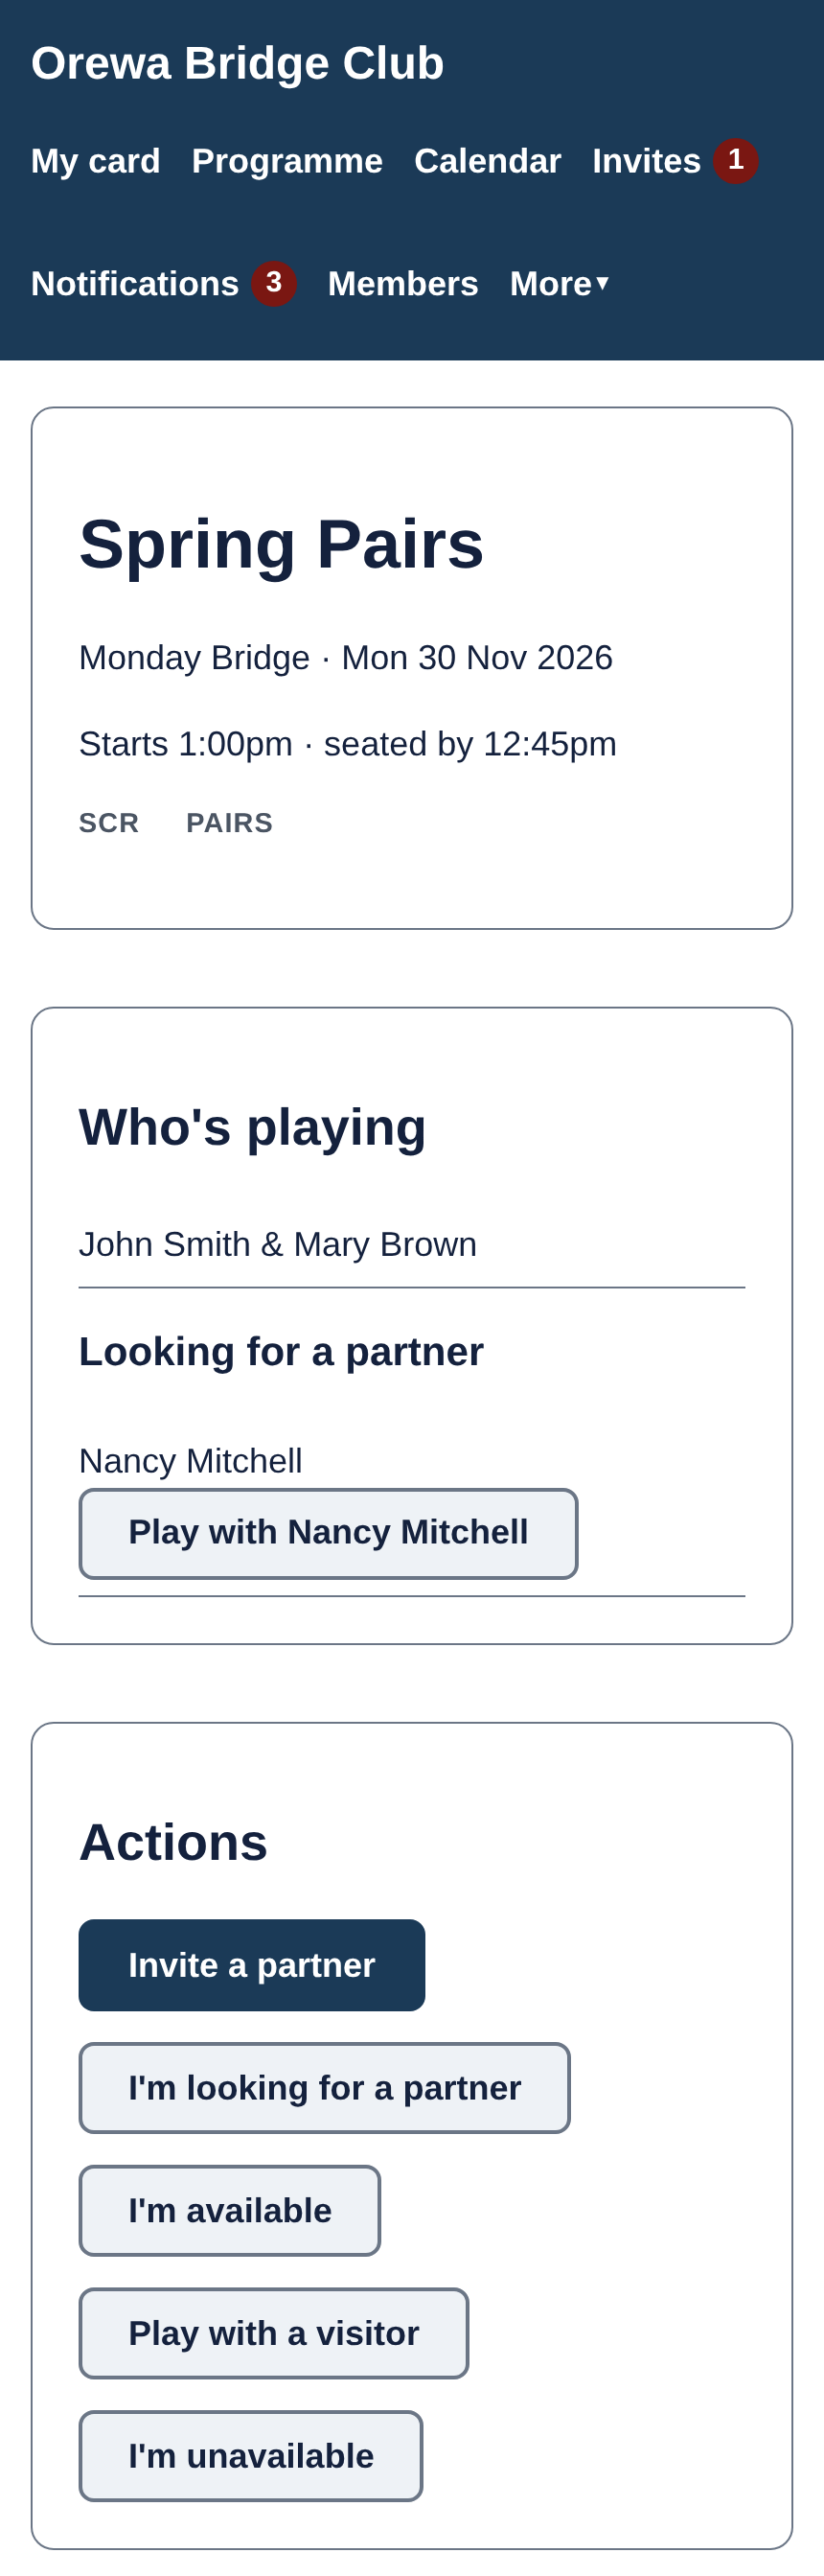 Orewa Bridge Club
My card Programme Calendar Invites 1
Notifications 3 Members More ▾
Spring Pairs
Monday Bridge · Mon 30 Nov 2026
Starts 1:00pm · seated by 12:45pm
SCR PAIRS
Who's playing
John Smith & Mary Brown
Looking for a partner
Nancy Mitchell
Play with Nancy Mitchell
Actions
Invite a partner
I'm looking for a partner
I'm available
Play with a visitor
I'm unavailable